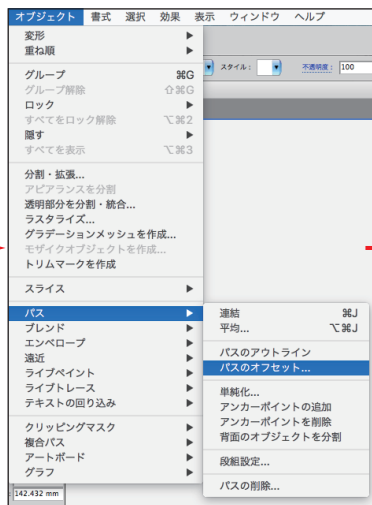 オブジェクト 書式 選択 効果 表示 ウィンドウ ヘルプ
変形
重ね順
スタイル： 不透明度： 100
グループ ⌘G
グループ解除 ⇧⌘G
ロック
すべてをロック解除 ⌥⌘2
隠す
すべてを表示 ⌥⌘3
分割・拡張...
アピアランスを分割
透明部分を分割・統合...
ラスタライズ...
グラデーションメッシュを作成...
モザイクオブジェクトを作成...
トリムマークを作成
スライス
パス
ブレンド
エンベロープ
遠近
ライブペイント
ライブトレース
テキストの回り込み
クリッピングマスク
複合パス
アートボード
グラフ
連結 ⌘J
平均... ⌥⌘J
パスのアウトライン
パスのオフセット...
単純化...
アンカーポイントの追加
アンカーポイントを削除
背面のオブジェクトを分割
段組設定...
パスの削除...
142.432 mm